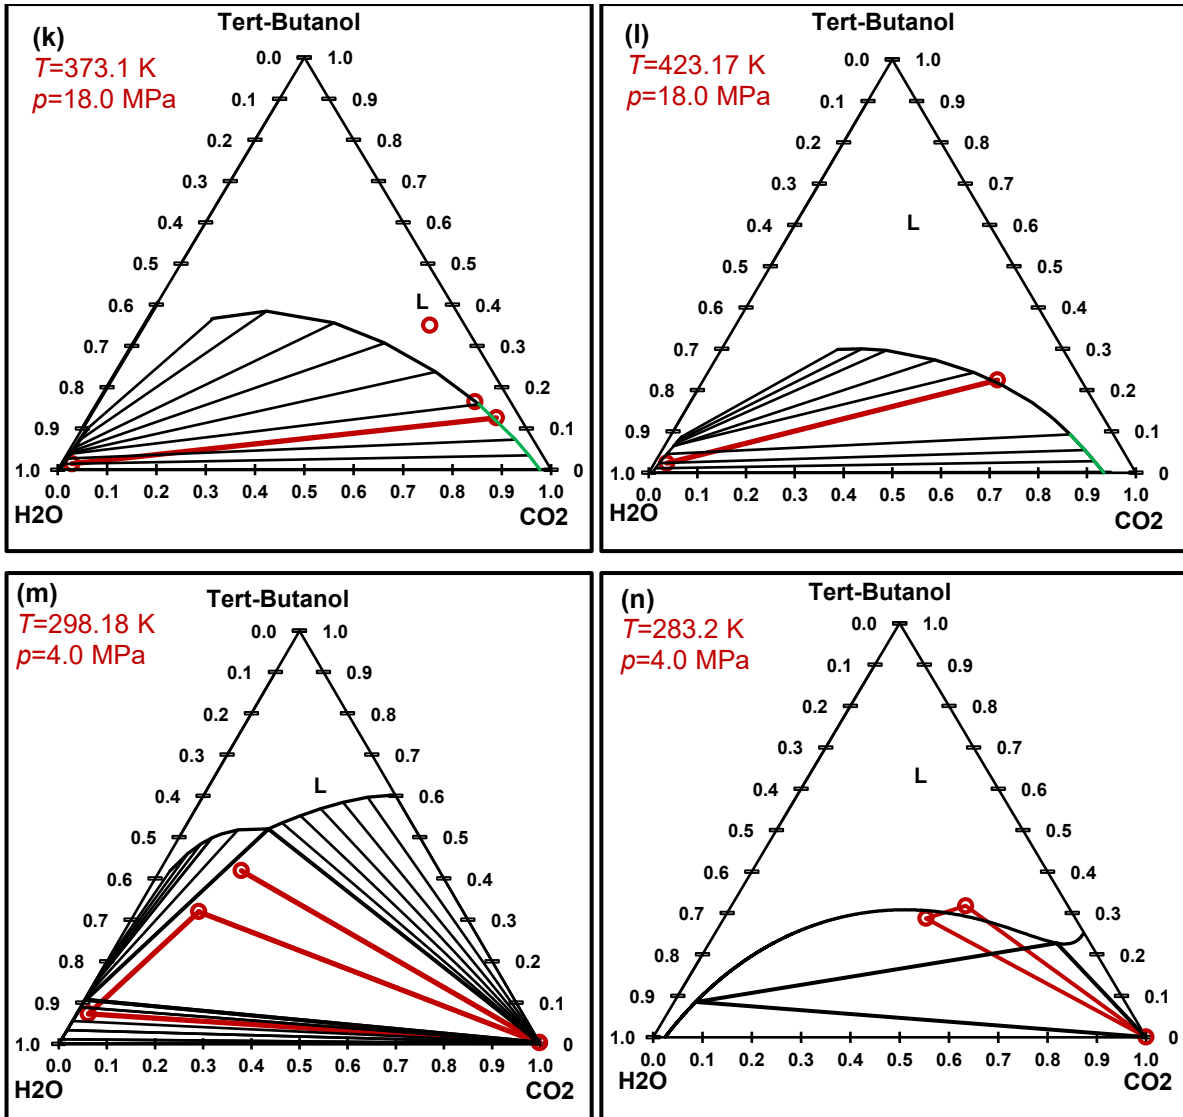 (k)
Tert-Butanol
T=373.1 K
p=18.0 MPa
0.0 1.0
0.1 0.9
0.2 0.8
0.3 0.7
0.4 0.6
0.5 0.5
0.6 L 0.4
0.7 0.3
0.8 0.2
0.9 0.1
1.0 0
0.0 0.1 0.2 0.3 0.4 0.5 0.6 0.7 0.8 0.9 1.0
H2O CO2
(l)
Tert-Butanol
T=423.17 K
p=18.0 MPa
0.0 1.0
0.1 0.9
0.2 0.8
0.3 0.7
0.4 L 0.6
0.5 0.5
0.6 0.4
0.7 0.3
0.8 0.2
0.9 0.1
1.0 0
0.0 0.1 0.2 0.3 0.4 0.5 0.6 0.7 0.8 0.9 1.0
H2O CO2
(m)
Tert-Butanol
T=298.18 K
p=4.0 MPa
0.0 1.0
0.1 0.9
0.2 0.8
0.3 0.7
L
0.4 0.6
0.5 0.5
0.6 0.4
0.7 0.3
0.8 0.2
0.9 0.1
1.0 0
0.0 0.1 0.2 0.3 0.4 0.5 0.6 0.7 0.8 0.9 1.0
H2O CO2
(n)
Tert-Butanol
T=283.2 K
p=4.0 MPa
0.0 1.0
0.1 0.9
0.2 0.8
0.3 0.7
L
0.4 0.6
0.5 0.5
0.6 0.4
0.7 0.3
0.8 0.2
0.9 0.1
1.0 0
0.0 0.1 0.2 0.3 0.4 0.5 0.6 0.7 0.8 0.9 1.0
H2O CO2